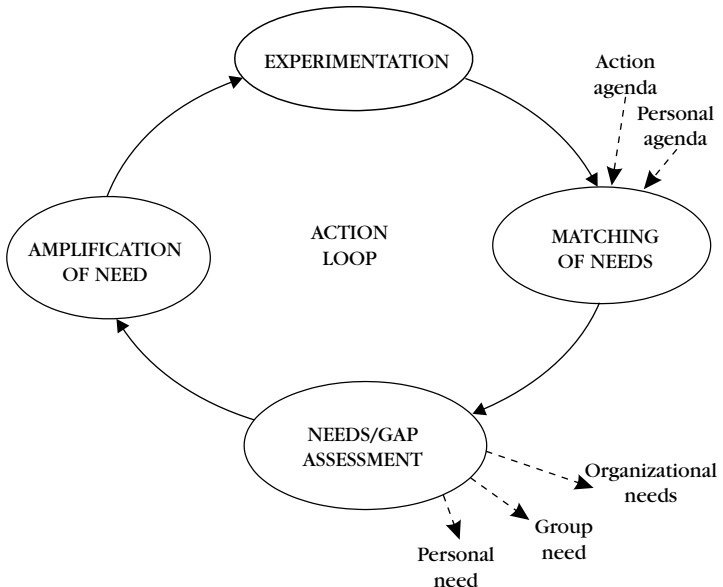 EXPERIMENTATION
Action
agenda
Personal
agenda
AMPLIFICATION
OF NEED
ACTION
LOOP
MATCHING
OF NEEDS
NEEDS/GAP
ASSESSMENT
Organizational
needs
Group
need
Personal
need